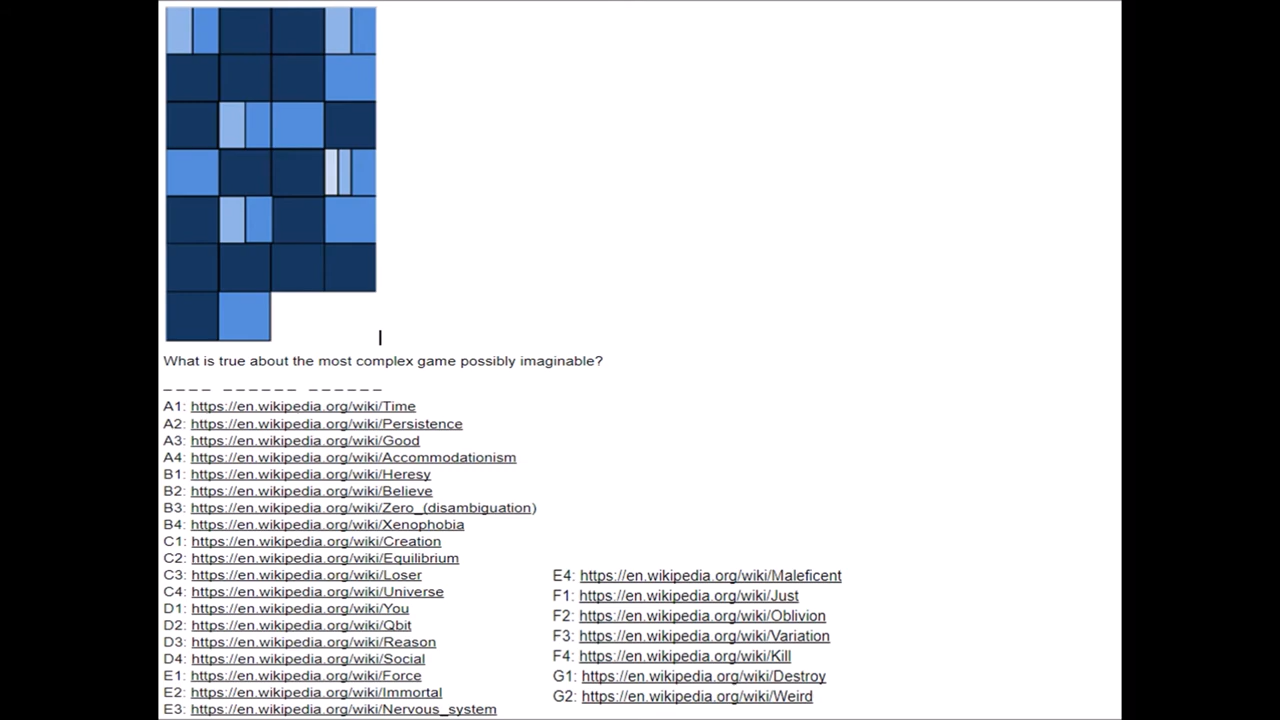 What is true about the most complex game possibly imaginable?
_ _ _ _  _ _ _ _ _ _  _ _ _ _ _ _
A1: https://en.wikipedia.org/wiki/Time
A2: https://en.wikipedia.org/wiki/Persistence
A3: https://en.wikipedia.org/wiki/Good
A4: https://en.wikipedia.org/wiki/Accommodationism
B1: https://en.wikipedia.org/wiki/Heresy
B2: https://en.wikipedia.org/wiki/Believe
B3: https://en.wikipedia.org/wiki/Zero_(disambiguation)
B4: https://en.wikipedia.org/wiki/Xenophobia
C1: https://en.wikipedia.org/wiki/Creation
C2: https://en.wikipedia.org/wiki/Equilibrium
C3: https://en.wikipedia.org/wiki/Loser
C4: https://en.wikipedia.org/wiki/Universe
D1: https://en.wikipedia.org/wiki/You
D2: https://en.wikipedia.org/wiki/Qbit
D3: https://en.wikipedia.org/wiki/Reason
D4: https://en.wikipedia.org/wiki/Social
E1: https://en.wikipedia.org/wiki/Force
E2: https://en.wikipedia.org/wiki/Immortal
E3: https://en.wikipedia.org/wiki/Nervous_system
E4: https://en.wikipedia.org/wiki/Maleficent
F1: https://en.wikipedia.org/wiki/Just
F2: https://en.wikipedia.org/wiki/Oblivion
F3: https://en.wikipedia.org/wiki/Variation
F4: https://en.wikipedia.org/wiki/Kill
G1: https://en.wikipedia.org/wiki/Destroy
G2: https://en.wikipedia.org/wiki/Weird